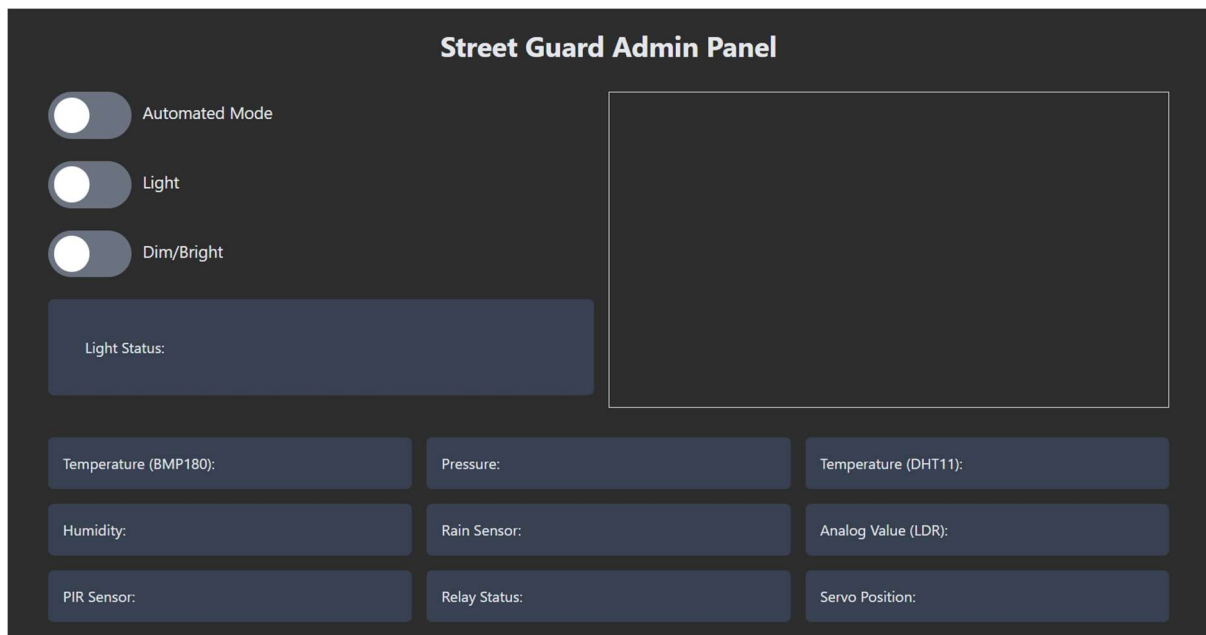 Street Guard Admin Panel
Automated Mode
Light
Dim/Bright
Light Status:
Temperature (BMP180):
Pressure:
Temperature (DHT11):
Humidity:
Rain Sensor:
Analog Value (LDR):
PIR Sensor:
Relay Status:
Servo Position: